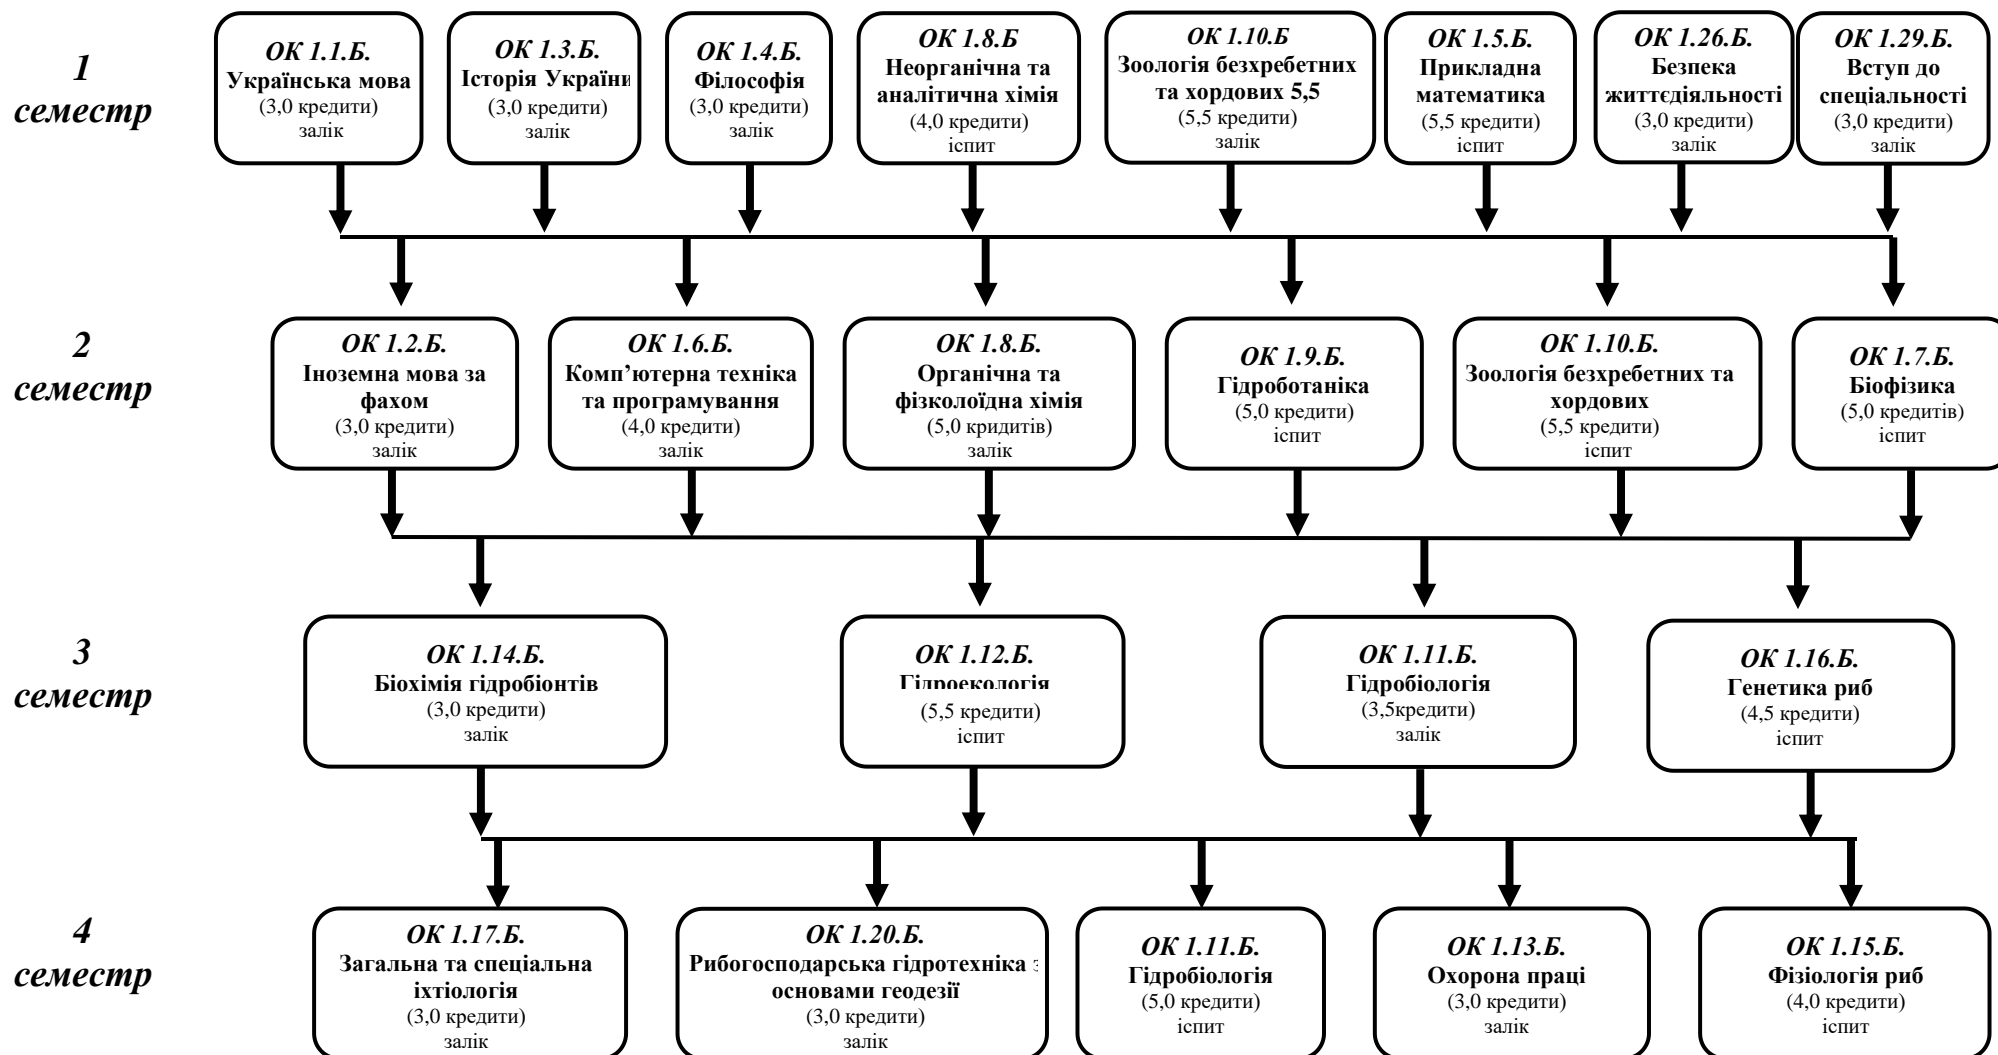 1
семестр
ОК 1.1.Б.
Українська мова
(3,0 кредити)
залік
ОК 1.3.Б.
Історія України
(3,0 кредити)
залік
ОК 1.4.Б.
Філософія
(3,0 кредити)
залік
ОК 1.8.Б
Неорганічна та
аналітична хімія
(4,0 кредити)
іспит
ОК 1.10.Б
Зоологія безхребетних
та хордових 5,5
(5,5 кредити)
залік
ОК 1.5.Б.
Прикладна
математика
(5,5 кредити)
іспит
ОК 1.26.Б.
Безпека
життєдіяльності
(3,0 кредити)
залік
ОК 1.29.Б.
Вступ до
спеціальності
(3,0 кредити)
залік
2
семестр
ОК 1.2.Б.
Іноземна мова за
фахом
(3,0 кредити)
залік
ОК 1.6.Б.
Комп’ютерна техніка
та програмування
(4,0 кредити)
залік
ОК 1.8.Б.
Органічна та
фізколоїдна хімія
(5,0 кридитів)
залік
ОК 1.9.Б.
Гідроботаніка
(5,0 кредити)
іспит
ОК 1.10.Б.
Зоологія безхребетних та
хордових
(5,5 кредити)
іспит
ОК 1.7.Б.
Біофізика
(5,0 кредитів)
іспит
3
семестр
ОК 1.14.Б.
Біохімія гідробіонтів
(3,0 кредити)
залік
ОК 1.12.Б.
Гідроекологія
(5,5 кредити)
іспит
ОК 1.11.Б.
Гідробіологія
(3,5кредити)
залік
ОК 1.16.Б.
Генетика риб
(4,5 кредити)
іспит
4
семестр
ОК 1.17.Б.
Загальна та спеціальна
іхтіологія
(3,0 кредити)
залік
ОК 1.20.Б.
Рибогосподарська гідротехніка з
основами геодезії
(3,0 кредити)
залік
ОК 1.11.Б.
Гідробіологія
(5,0 кредити)
іспит
ОК 1.13.Б.
Охорона праці
(3,0 кредити)
залік
ОК 1.15.Б.
Фізіологія риб
(4,0 кредити)
іспит